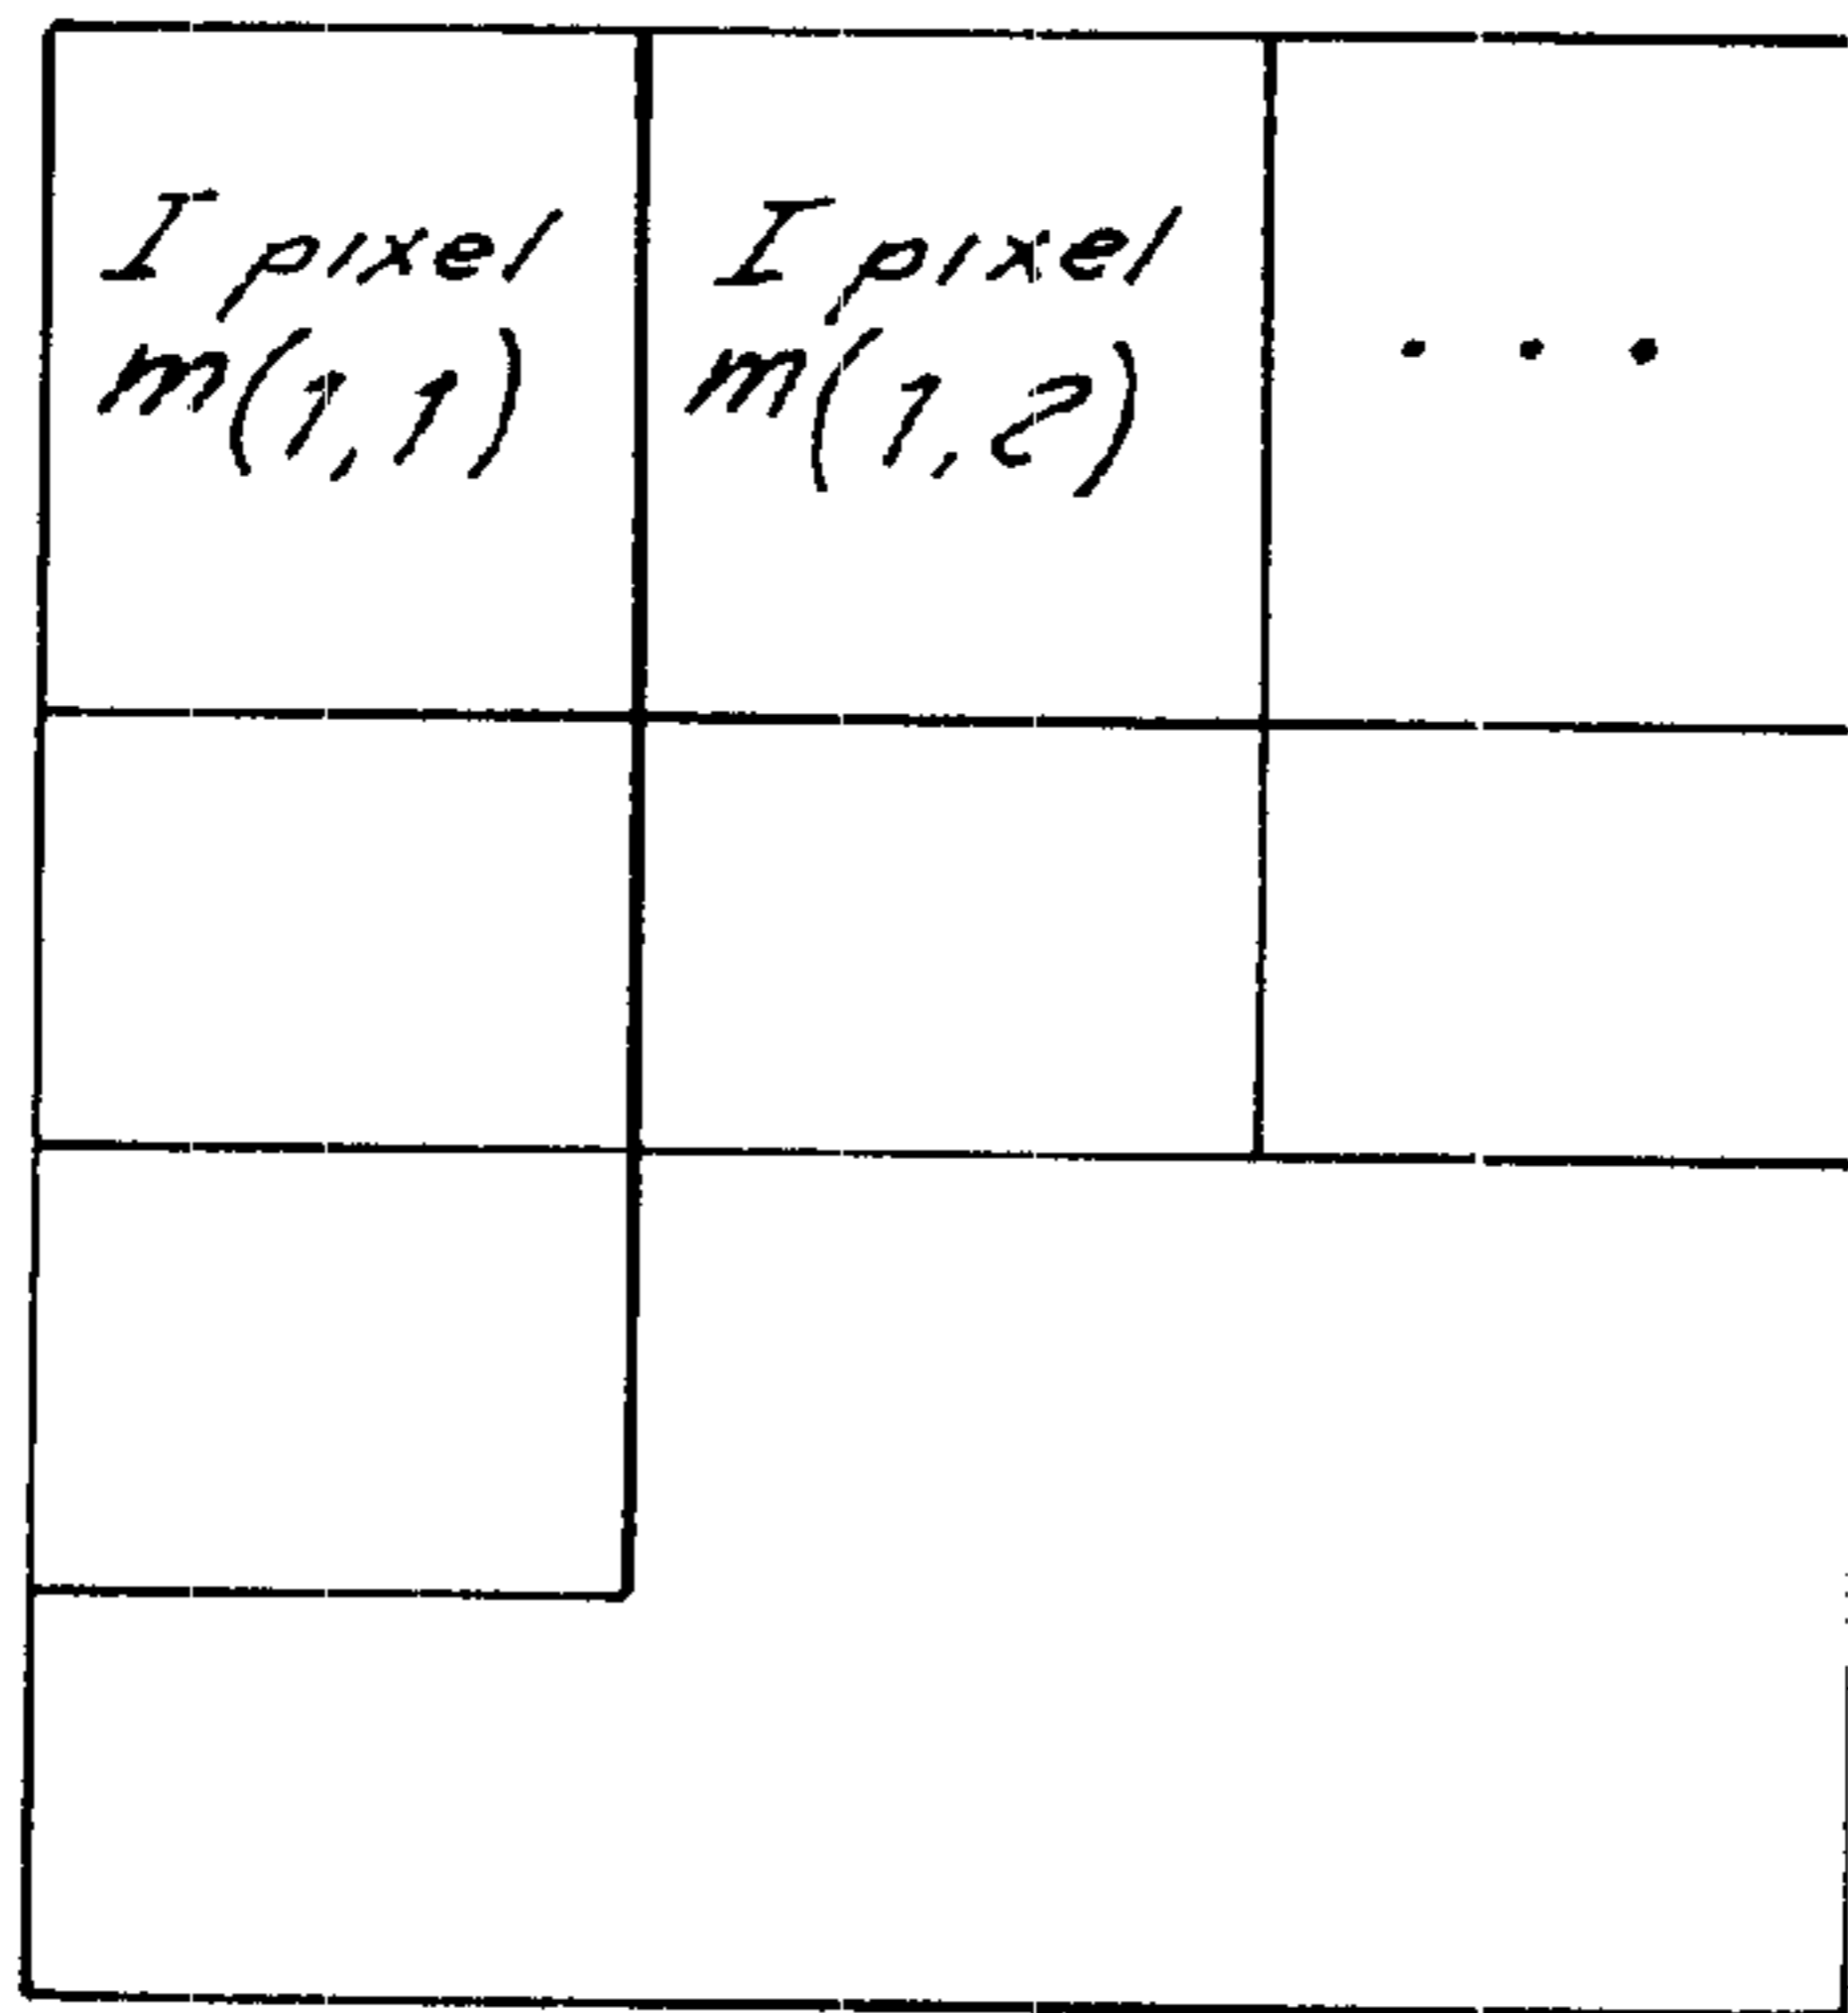 I pixel
m(1,1)
I pixel
m(1,2)
. . .